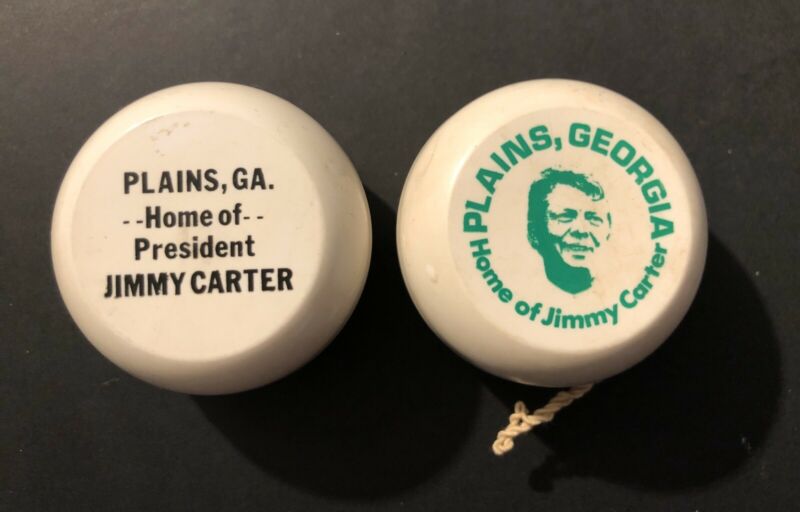 PLAINS, GA.
--Home of--
President
JIMMY CARTER
PLAINS, GEORGIA
Home of Jimmy Carter